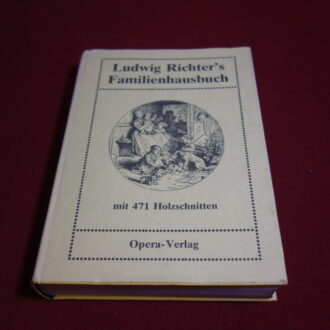 Ludwig Richter's
Familienhausbuch
mit 471 Holzschnitten
Opera-Verlag